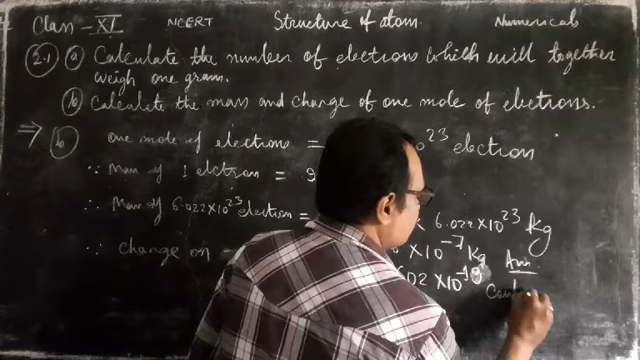 Class - XI NCERT Structure of atom. Numericals
2.1 (a) Calculate the number of electrons which will together
weigh one gram.
(b) Calculate the mass and charge of one mole of electrons.
⇒ (b) one mole of electrons = 10^23 electron
∵ Mass of 1 electron = 9
∴ Mass of 6.022×10^23 electron = × 6.022×10^23 Kg
× 10^-7 Kg Ans
∵ charge on 602 ×10^-19 Coul